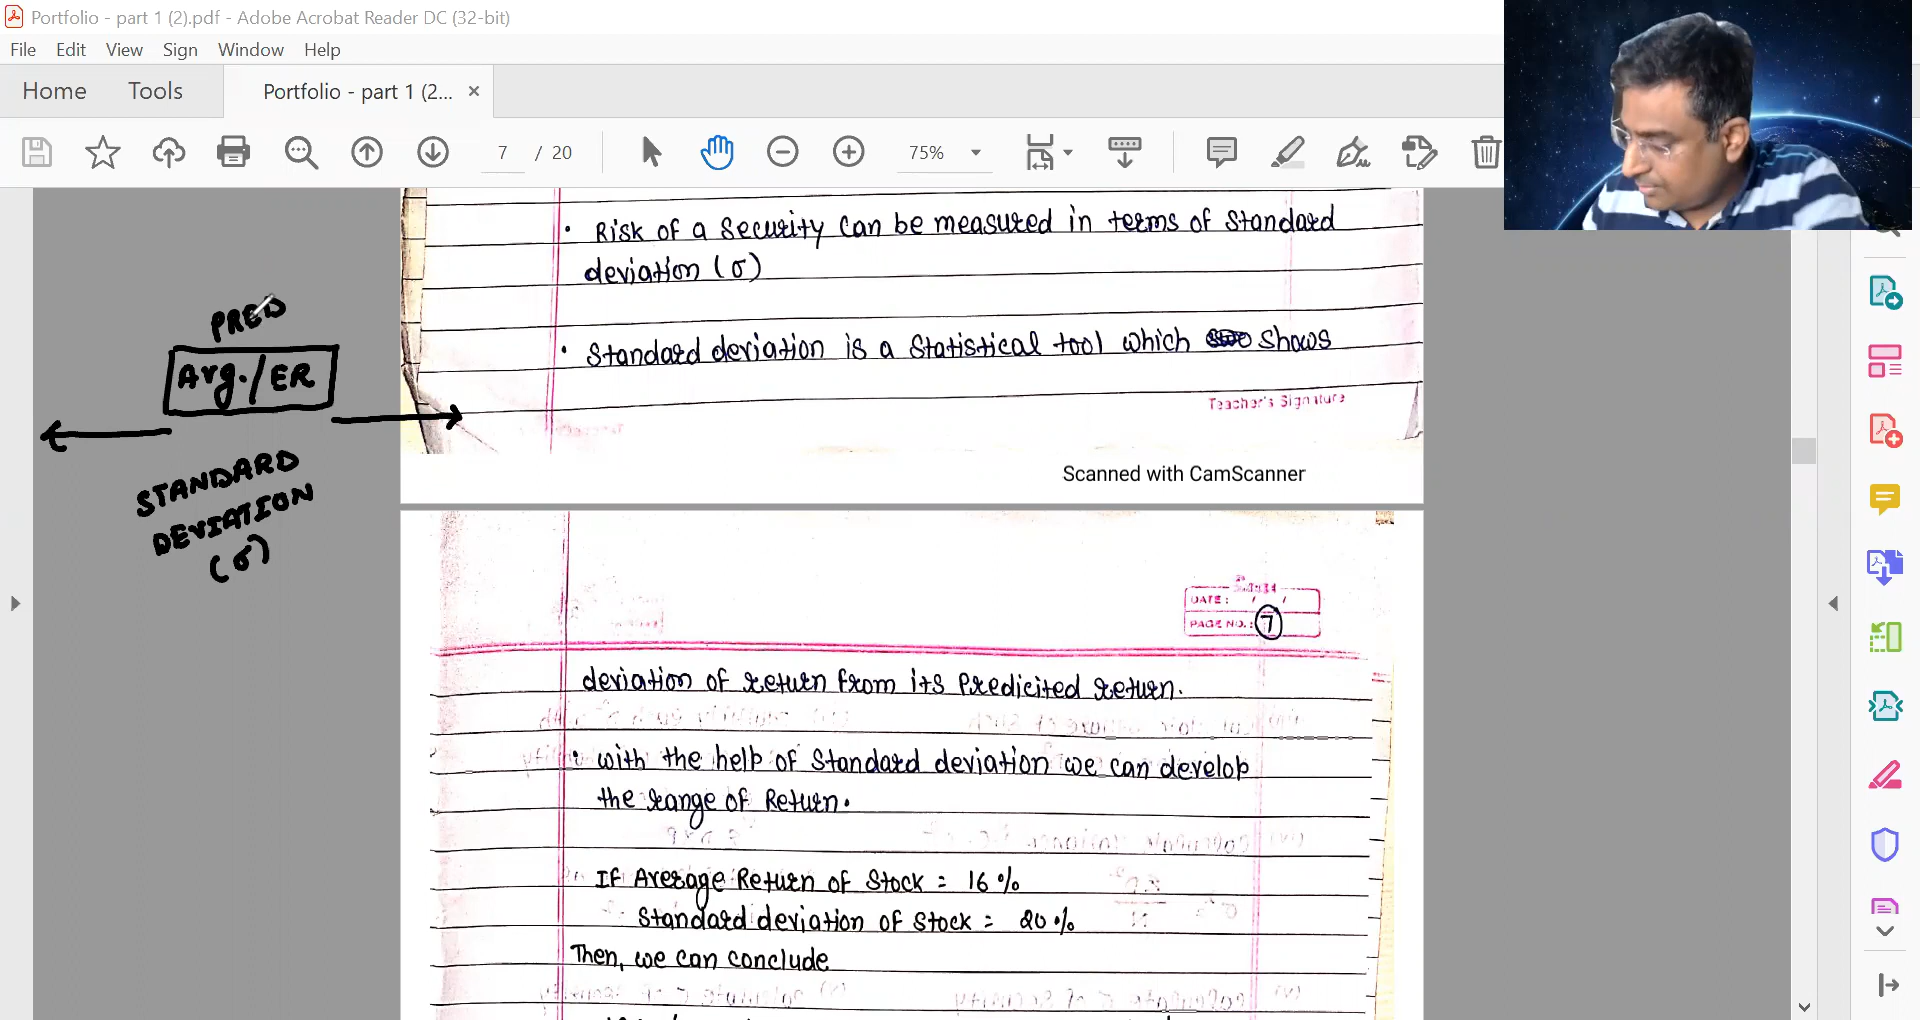 Portfolio - part 1 (2).pdf - Adobe Acrobat Reader DC (32-bit)
File Edit View Sign Window Help
Home Tools Portfolio - part 1 (2... ×
7 / 20 75%
• Risk of a Security Can be measured in terms of Standard
deviation (σ)
• Standard deviation is a Statistical tool which shows
Teacher's Signature
Scanned with CamScanner
PRED
Avg./ER
STANDARD
DEVIATION
(σ)
DATE: / /
PAGE NO.: 7
deviation of return from its Predicited return.
• with the help of Standard deviation we can develop
the range of Return.
If Average Return of Stock = 16 %
Standard deviation of Stock = 20 %
Then, we can conclude